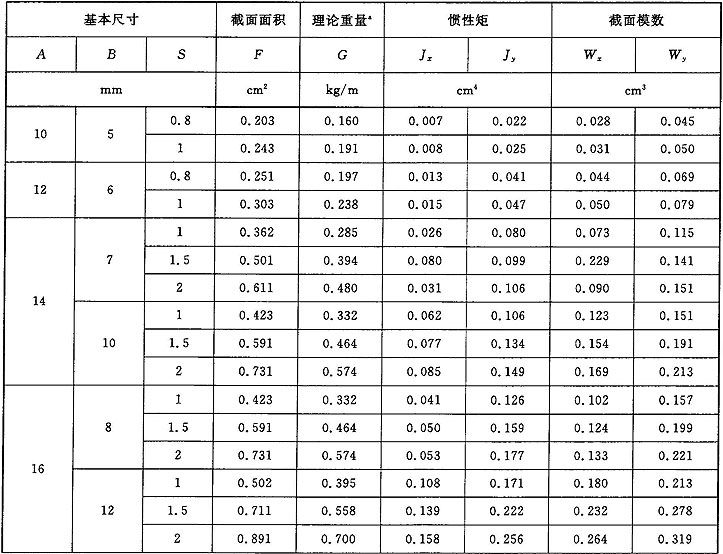 基本尺寸 截面面积 理论重量ᵃ 惯性矩 截面模数
A B S F G Jx Jy Wx Wy
mm cm² kg/m cm⁴ cm³
10 5 0.8 0.203 0.160 0.007 0.022 0.028 0.045
1 0.243 0.191 0.008 0.025 0.031 0.050
12 6 0.8 0.251 0.197 0.013 0.041 0.044 0.069
1 0.303 0.238 0.015 0.047 0.050 0.079
14 7 1 0.362 0.285 0.026 0.080 0.073 0.115
1.5 0.501 0.394 0.080 0.099 0.229 0.141
2 0.611 0.480 0.031 0.106 0.090 0.151
10 1 0.423 0.332 0.062 0.106 0.123 0.151
1.5 0.591 0.464 0.077 0.134 0.154 0.191
2 0.731 0.574 0.085 0.149 0.169 0.213
16 8 1 0.423 0.332 0.041 0.126 0.102 0.157
1.5 0.591 0.464 0.050 0.159 0.124 0.199
2 0.731 0.574 0.053 0.177 0.133 0.221
12 1 0.502 0.395 0.108 0.171 0.180 0.213
1.5 0.711 0.558 0.139 0.222 0.232 0.278
2 0.891 0.700 0.158 0.256 0.264 0.319